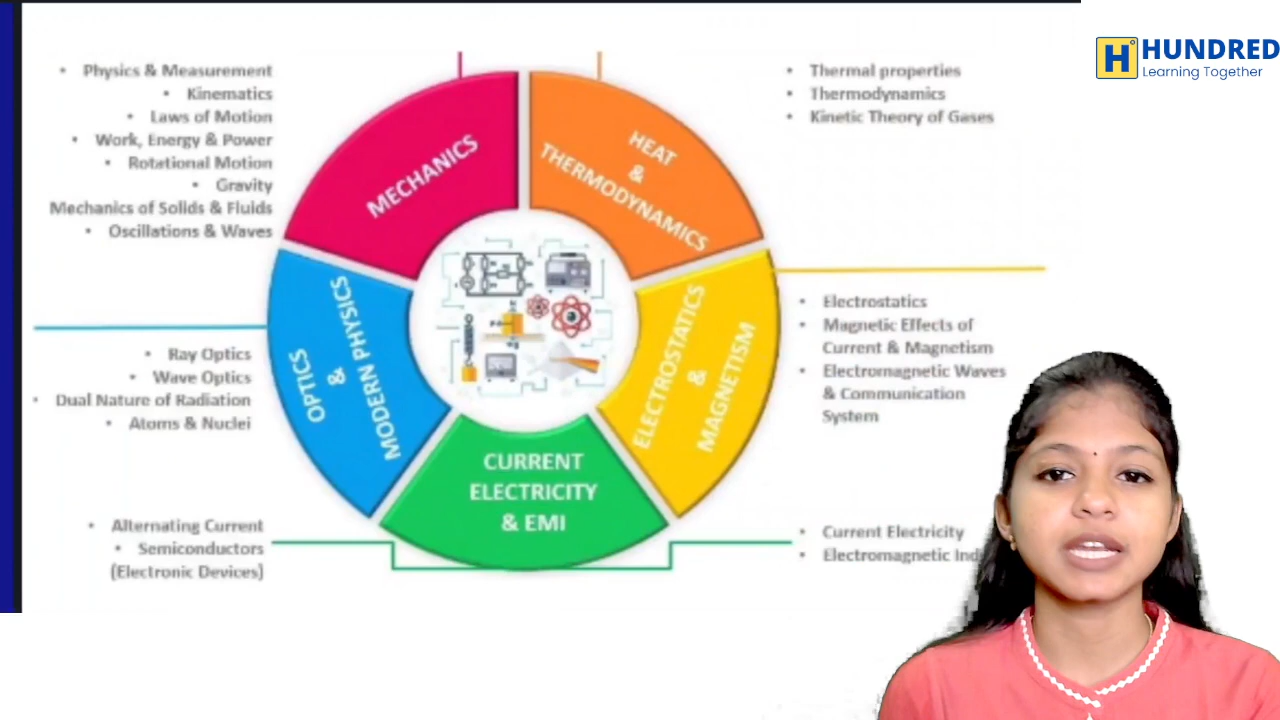 H° HUNDRED
Learning Together
• Physics & Measurement
• Kinematics
• Laws of Motion
• Work, Energy & Power
• Rotational Motion
• Gravity
Mechanics of Solids & Fluids
• Oscillations & Waves
MECHANICS
HEAT
&
THERMODYNAMICS
• Thermal properties
• Thermodynamics
• Kinetic Theory of Gases
• Ray Optics
• Wave Optics
• Dual Nature of Radiation
• Atoms & Nuclei
OPTICS
&
MODERN PHYSICS
ELECTROSTATICS
&
MAGNETISM
• Electrostatics
• Magnetic Effects of
Current & Magnetism
• Electromagnetic Waves
& Communication
System
• Alternating Current
• Semiconductors
(Electronic Devices)
CURRENT
ELECTRICITY
& EMI
• Current Electricity
• Electromagnetic